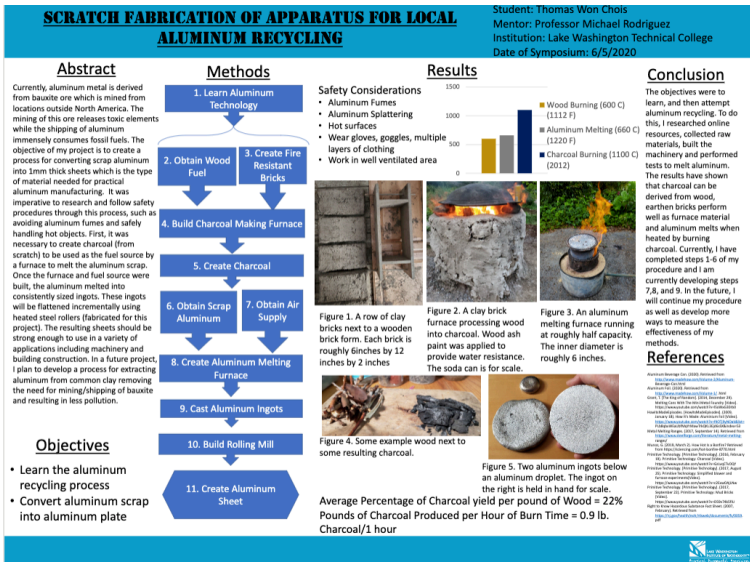 SCRATCH FABRICATION OF APPARATUS FOR LOCAL
ALUMINUM RECYCLING
Student: Thomas Won Chois
Mentor: Professor Michael Rodriguez
Institution: Lake Washington Technical College
Date of Symposium: 6/5/2020
Abstract
Currently, aluminum metal is derived
from bauxite ore which is mined from
locations outside North America. The
mining of this ore releases toxic elements
while the shipping of aluminum
immensely consumes fossil fuels. The
objective of my project is to create a
process for converting scrap aluminum
into 1mm thick sheets which is the type
of material needed for practical
aluminum manufacturing. It was
imperative to research and follow safety
procedures through this process, such as
avoiding aluminum fumes and safely
handling hot objects. First, it was
necessary to create charcoal (from
scratch) to be used as the fuel source by
a furnace to melt the aluminum scrap.
Once the furnace and fuel source were
built, the aluminum melted into
consistently sized ingots. These ingots
will be flattened incrementally using
heated steel rollers (fabricated for this
project). The resulting sheets should be
strong enough to use in a variety of
applications including machinery and
building construction. In a future project,
I plan to develop a process for extracting
aluminum from common clay removing
the need for mining/shipping of bauxite
and resulting in less pollution.
Objectives
• Learn the aluminum
recycling process
• Convert aluminum scrap
into aluminum plate
Methods
1. Learn Aluminum
Technology
2. Obtain Wood
Fuel
3. Create Fire
Resistant
Bricks
4. Build Charcoal Making Furnace
5. Create Charcoal
6. Obtain Scrap
Aluminum
7. Obtain Air
Supply
8. Create Aluminum Melting
Furnace
9. Cast Aluminum Ingots
10. Build Rolling Mill
11. Create Aluminum
Sheet
Results
Safety Considerations
• Aluminum Fumes
• Aluminum Splattering
• Hot surfaces
• Wear gloves, goggles, multiple
layers of clothing
• Work in well ventilated area
1500
1000
500
0
Wood Burning (600 C)
(1112 F)
Aluminum Melting (660 C)
(1220 F)
Charcoal Burning (1100 C)
(2012)
Figure 1. A row of clay
bricks next to a wooden
brick form. Each brick is
roughly 6inches by 12
inches by 2 inches
Figure 2. A clay brick
furnace processing wood
into charcoal. Wood ash
paint was applied to
provide water resistance.
The soda can is for scale.
Figure 3. An aluminum
melting furnace running
at roughly half capacity.
The inner diameter is
roughly 6 inches.
Figure 4. Some example wood next to
some resulting charcoal.
Figure 5. Two aluminum ingots below
an aluminum droplet. The ingot on
the right is held in hand for scale.
Average Percentage of Charcoal yield per pound of Wood = 22%
Pounds of Charcoal Produced per Hour of Burn Time = 0.9 lb.
Charcoal/1 hour
Conclusion
The objectives were to
learn, and then attempt
aluminum recycling. To do
this, I researched online
resources, collected raw
materials, built the
machinery and performed
tests to melt aluminum.
The results have shown
that charcoal can be
derived from wood,
earthen bricks perform
well as furnace material
and aluminum melts when
heated by burning
charcoal. Currently, I have
completed steps 1-6 of my
procedure and I am
currently developing steps
7,8, and 9. In the future, I
will continue my procedure
as well as develop more
ways to measure the
effectiveness of my
methods.
References
LAKE WASHINGTON
INSTITUTE OF TECHNOLOGY